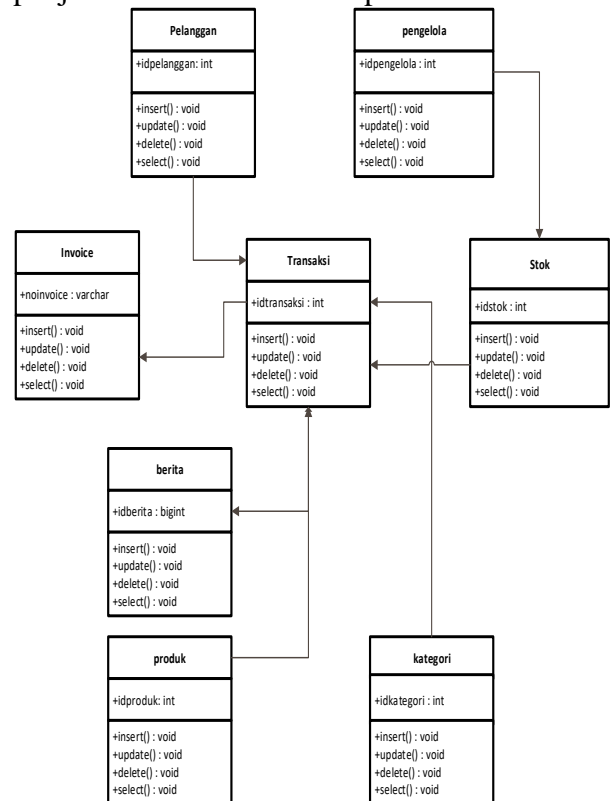 Pelanggan
+idpelanggan: int
+insert() : void
+update() : void
+delete() : void
+select() : void
pengelola
+idpengelola : int
+insert() : void
+update() : void
+delete() : void
+select() : void
Invoice
+noinvoice : varchar
+insert() : void
+update() : void
+delete() : void
+select() : void
Transaksi
+idtransaksi : int
+insert() : void
+update() : void
+delete() : void
+select() : void
Stok
+idstok : int
+insert() : void
+update() : void
+delete() : void
+select() : void
berita
+idberita : bigint
+insert() : void
+update() : void
+delete() : void
+select() : void
produk
+idproduk: int
+insert() : void
+update() : void
+delete() : void
+select() : void
kategori
+idkategori : int
+insert() : void
+update() : void
+delete() : void
+select() : void